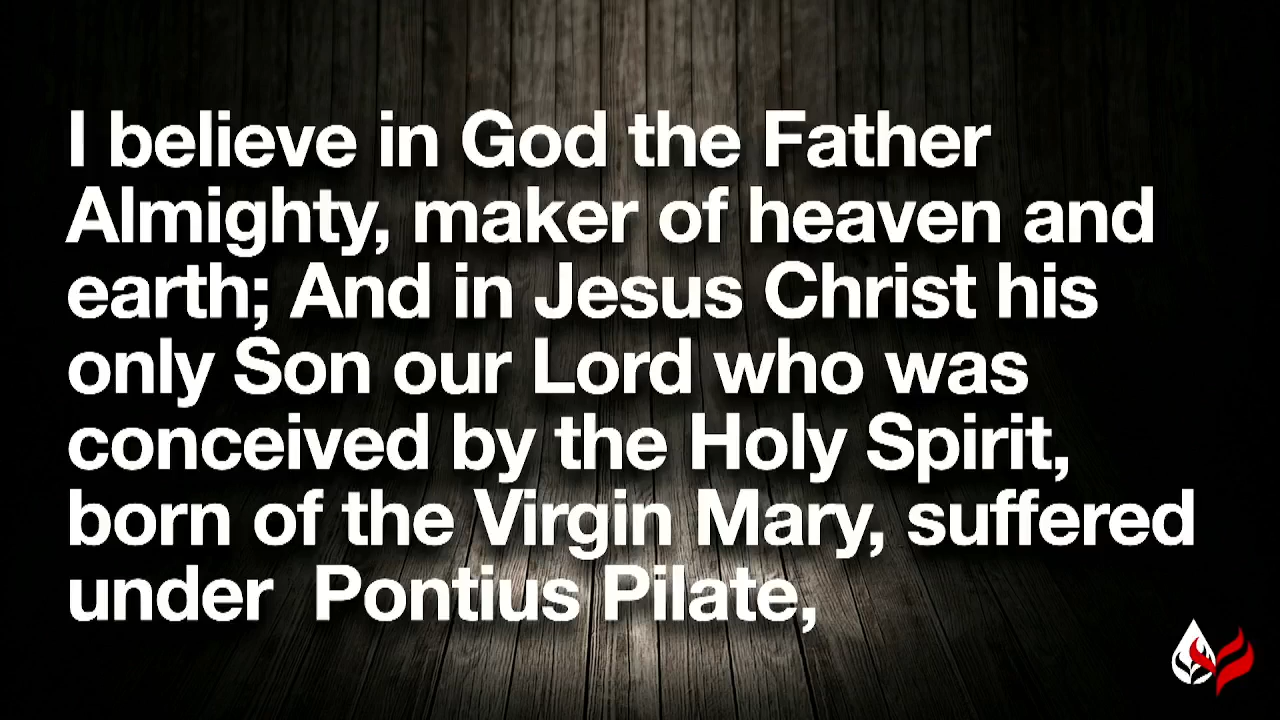 I believe in God the Father
Almighty, maker of heaven and
earth; And in Jesus Christ his
only Son our Lord who was
conceived by the Holy Spirit,
born of the Virgin Mary, suffered
under  Pontius Pilate,